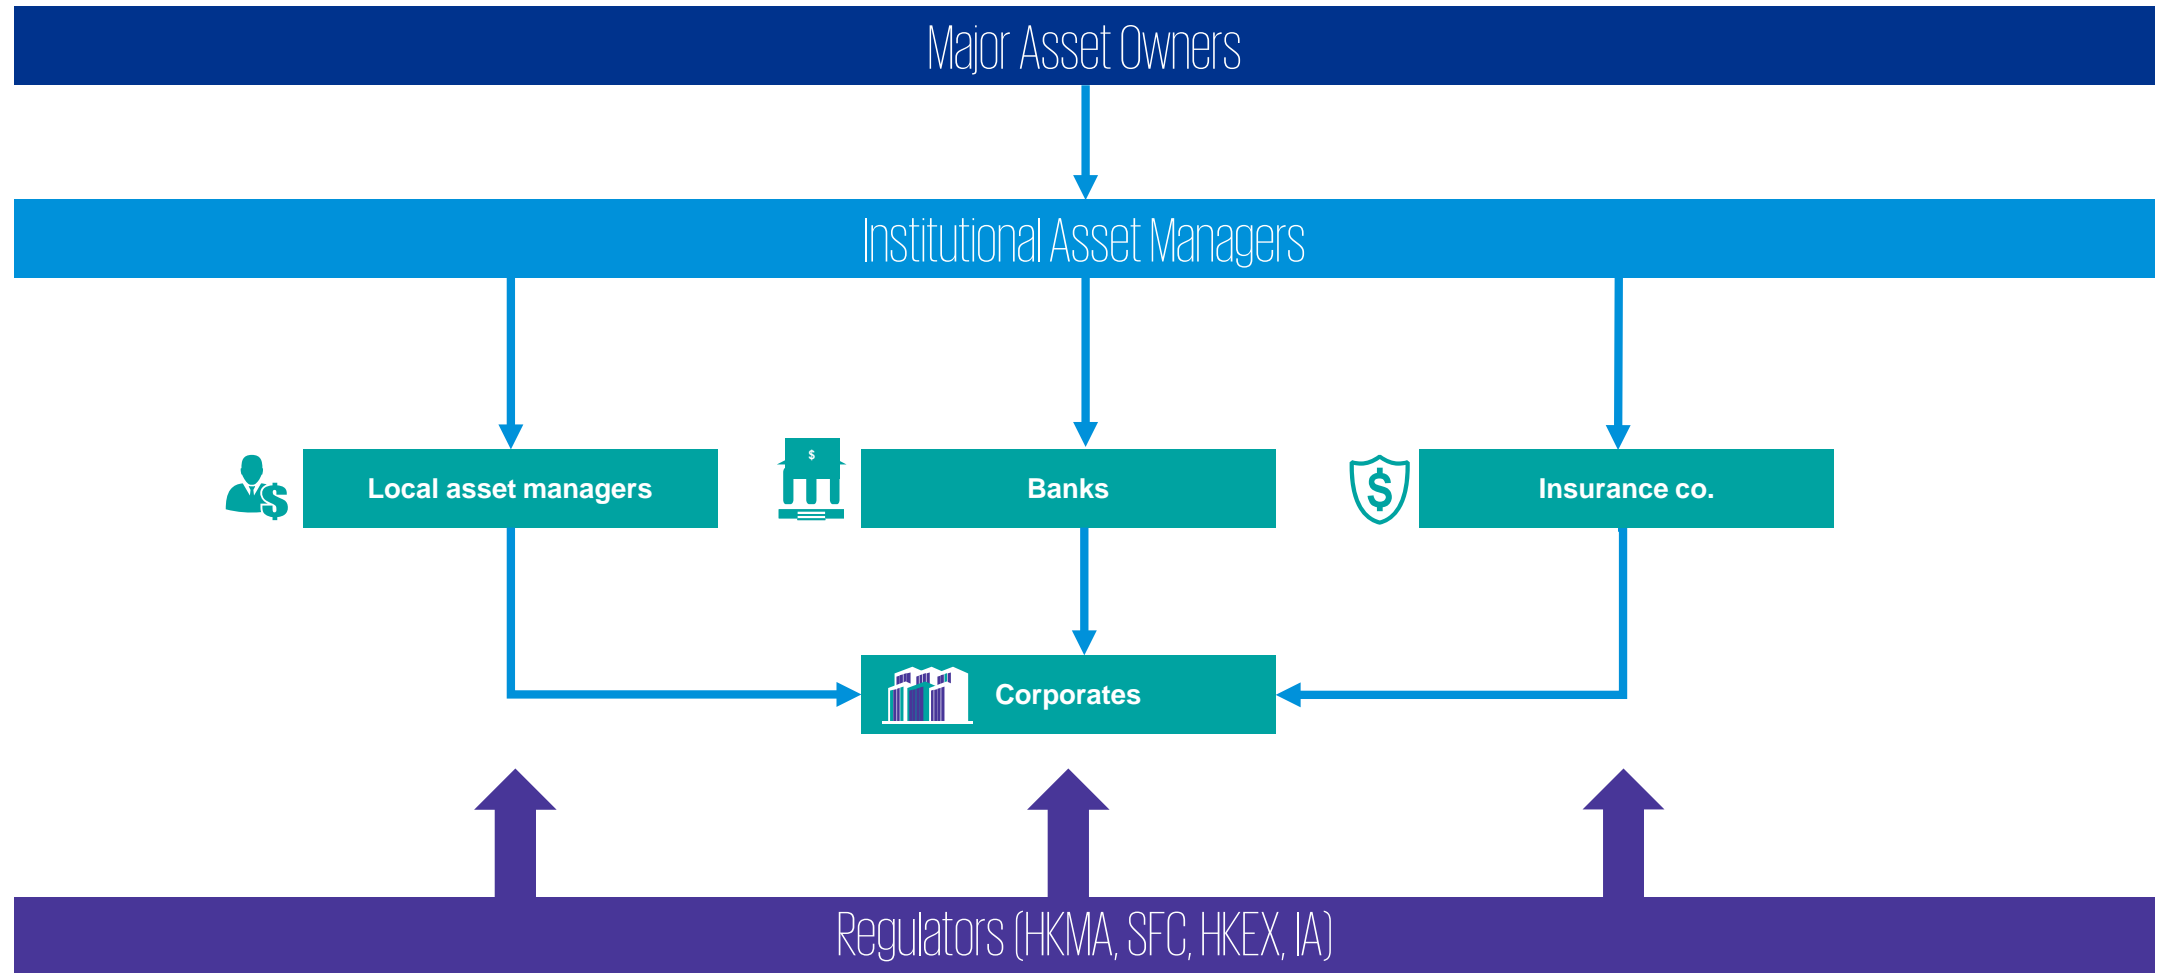 Major Asset Owners
Institutional Asset Managers
Local asset managers
$
Banks
$
Insurance co.
$
Corporates
Regulators (HKMA, SFC, HKEX, IA)